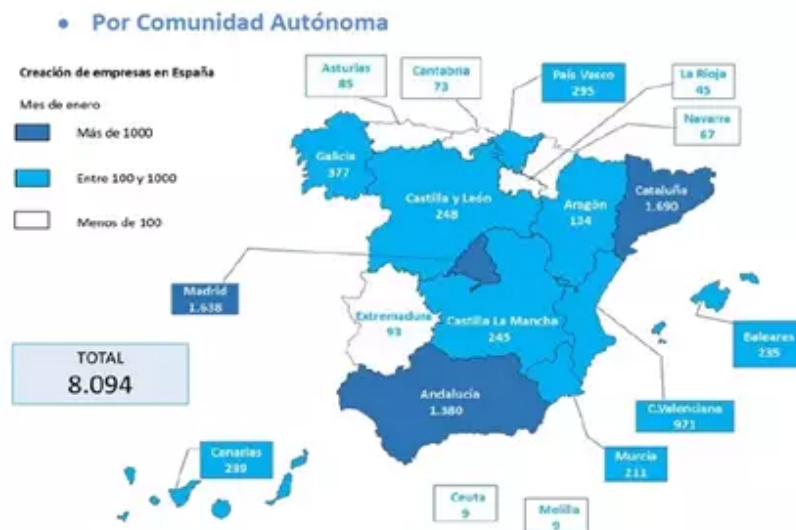 • Por Comunidad Autónoma
Creación de empresas en España
Mes de enero
Más de 1000
Entre 100 y 1000
Menos de 100
Asturias
85
Cantabria
73
País Vasco
295
La Rioja
45
Navarra
67
Galicia
377
Castilla y León
248
Aragón
134
Cataluña
1.690
Madrid
1.638
Extremadura
93
Castilla La Mancha
245
Baleares
235
TOTAL
8.094
Andalucía
1.380
C.Valenciana
971
Canarias
289
Murcia
211
Ceuta
9
Melilla
9